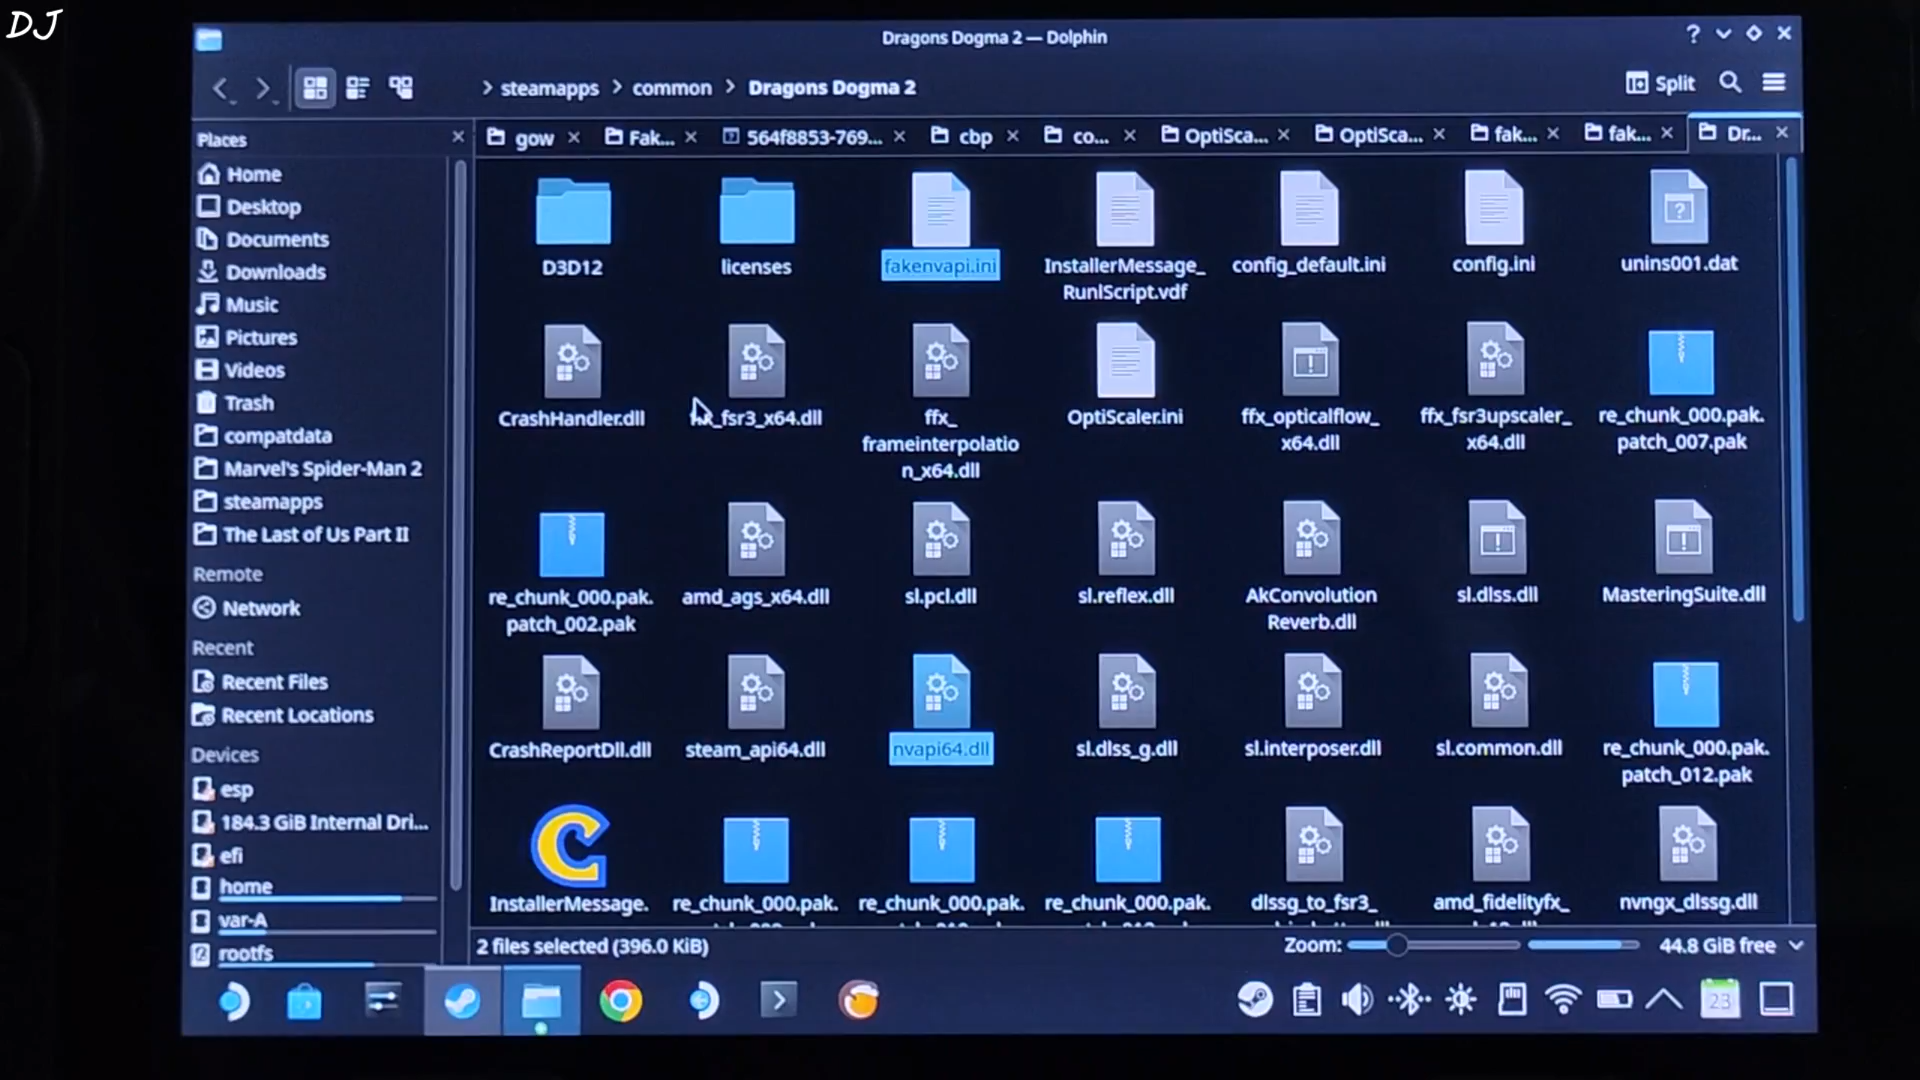 DJ
Dragons Dogma 2 — Dolphin
steamapps
common
Dragons Dogma 2
Split
Places
gow
Fak...
564f8853-769...
cbp
co...
OptiSca...
OptiSca...
fak...
fak...
Dr...
Home
Desktop
Documents
Downloads
Music
Pictures
Videos
Trash
compatdata
Marvel's Spider-Man 2
steamapps
The Last of Us Part II
Remote
Network
Recent
Recent Files
Recent Locations
Devices
esp
184.3 GiB Internal Dri...
efi
home
var-A
rootfs
D3D12
licenses
fakenvapi.ini
InstallerMessage_
RunIScript.vdf
config_default.ini
config.ini
unins001.dat
CrashHandler.dll
_fsr3_x64.dll
ffx_
frameinterpolatio
n_x64.dll
OptiScaler.ini
ffx_opticalflow_
x64.dll
ffx_fsr3upscaler_
x64.dll
re_chunk_000.pak.
patch_007.pak
re_chunk_000.pak.
patch_002.pak
amd_ags_x64.dll
sl.pcl.dll
sl.reflex.dll
AkConvolution
Reverb.dll
sl.dlss.dll
MasteringSuite.dll
CrashReportDll.dll
steam_api64.dll
nvapi64.dll
sl.dlss_g.dll
sl.interposer.dll
sl.common.dll
re_chunk_000.pak.
patch_012.pak
InstallerMessage.
re_chunk_000.pak.
re_chunk_000.pak.
re_chunk_000.pak.
dlssg_to_fsr3_
amd_fidelityfx_
nvngx_dlssg.dll
2 files selected (396.0 KiB)
Zoom:
44.8 GiB free
23